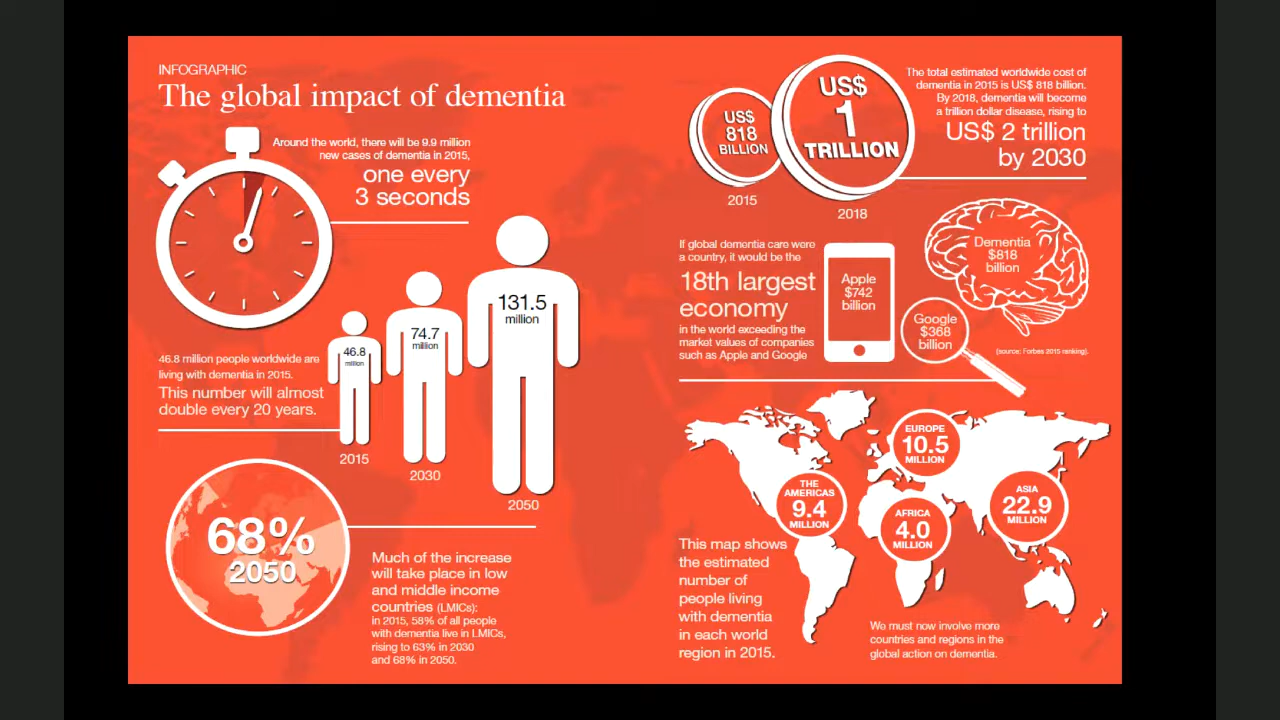 INFOGRAPHIC
The global impact of dementia
Around the world, there will be 9.9 million
new cases of dementia in 2015,
one every
3 seconds
46.8 million people worldwide are
living with dementia in 2015.
This number will almost
double every 20 years.
46.8
million
2015
74.7
million
2030
131.5
million
2050
68%
2050
Much of the increase
will take place in low
and middle income
countries (LMICs):
in 2015, 58% of all people
with dementia live in LMICs,
rising to 63% in 2030
and 68% in 2050.
US$
818
BILLION
2015
US$
1
TRILLION
2018
The total estimated worldwide cost of
dementia in 2015 is US$ 818 billion.
By 2018, dementia will become
a trillion dollar disease, rising to
US$ 2 trillion
by 2030
If global dementia care were
a country, it would be the
18th largest
economy
in the world exceeding the
market values of companies
such as Apple and Google
Apple
$742
billion
Dementia
$818
billion
Google
$368
billion
(source: Forbes 2015 ranking).
EUROPE
10.5
MILLION
THE
AMERICAS
9.4
MILLION
AFRICA
4.0
MILLION
ASIA
22.9
MILLION
This map shows
the estimated
number of
people living
with dementia
in each world
region in 2015.
We must now involve more
countries and regions in the
global action on dementia.